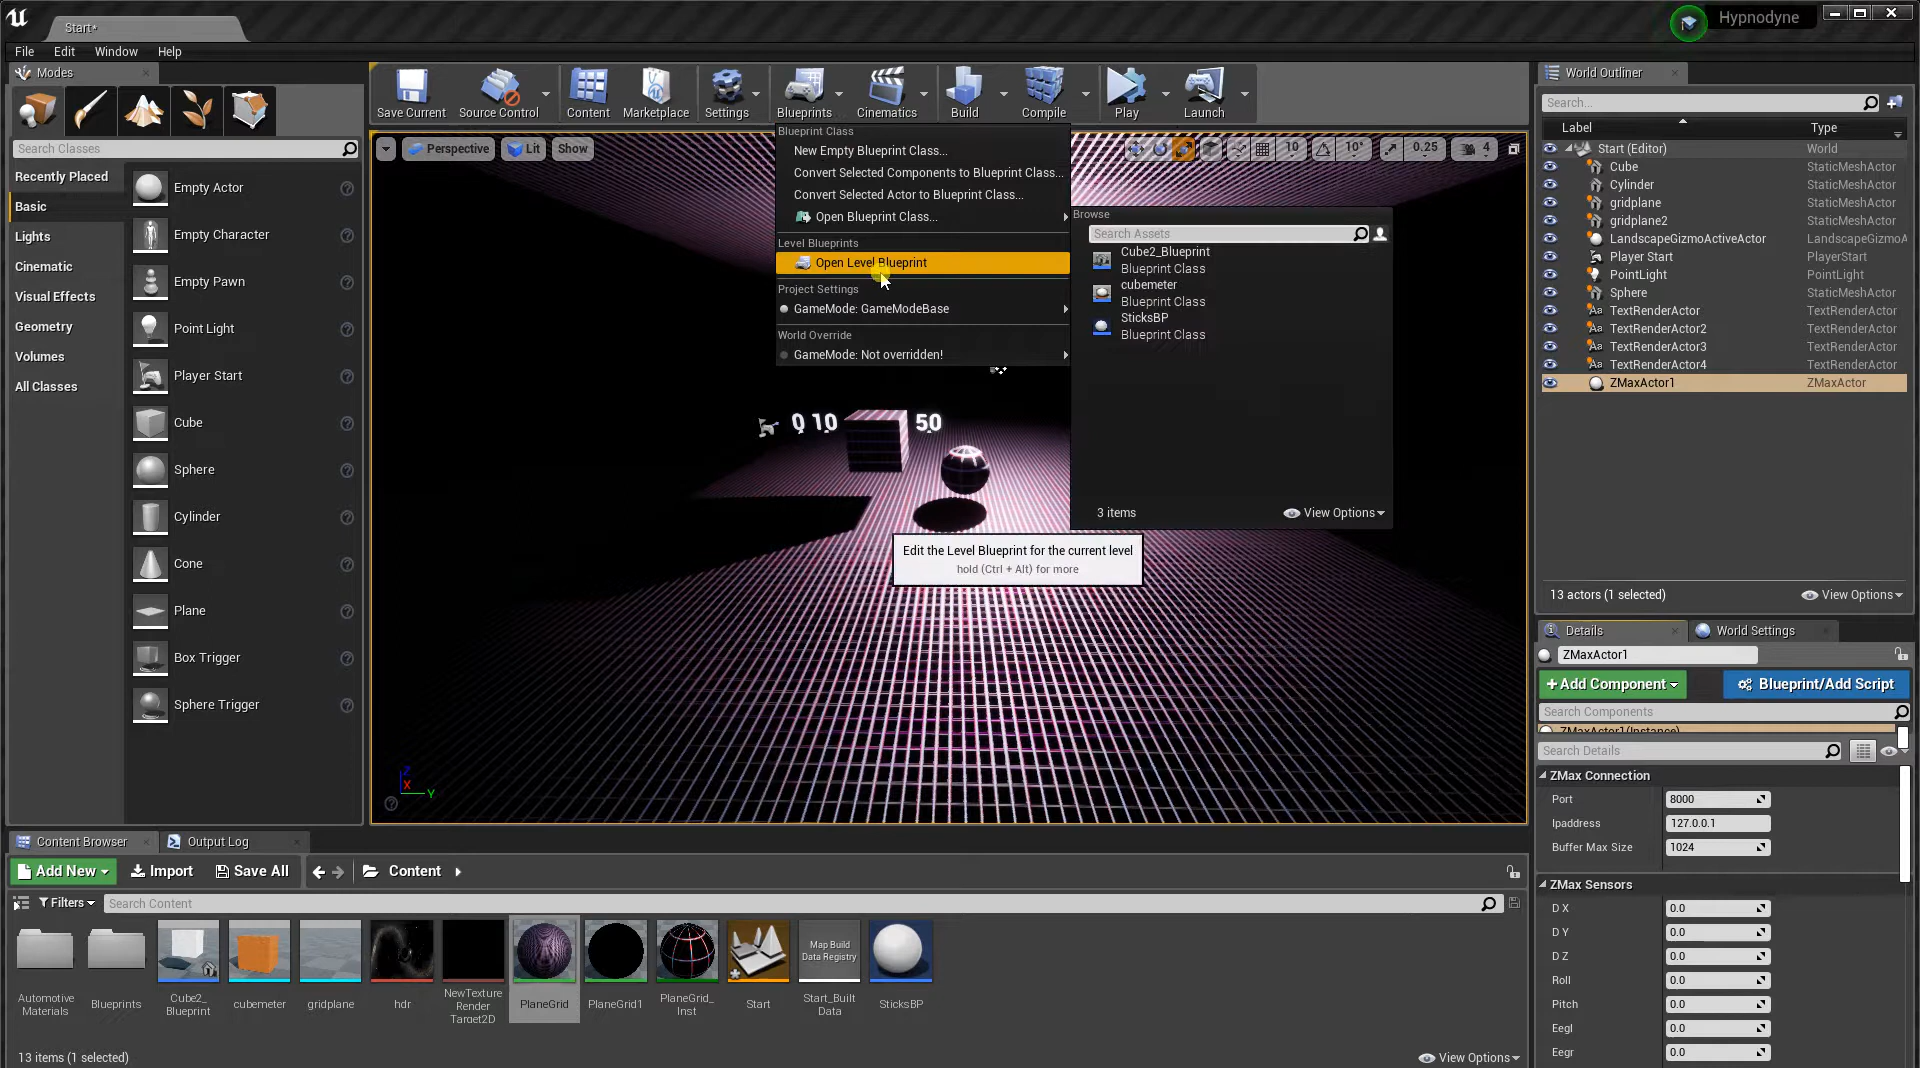 Start*
Hypnodyne
File Edit Window Help
Modes
Search Classes
Recently Placed
Basic
Lights
Cinematic
Visual Effects
Geometry
Volumes
All Classes
Empty Actor
Empty Character
Empty Pawn
Point Light
Player Start
Cube
Sphere
Cylinder
Cone
Plane
Box Trigger
Sphere Trigger
Save Current Source Control Content Marketplace Settings Blueprints Cinematics Build Compile Play Launch
Perspective Lit Show
10 10° 0.25 4
Blueprint Class
New Empty Blueprint Class...
Convert Selected Components to Blueprint Class...
Convert Selected Actor to Blueprint Class...
Open Blueprint Class...
Level Blueprints
Open Level Blueprint
Project Settings
GameMode: GameModeBase
World Override
GameMode: Not overridden!
Browse
Search Assets
Cube2_Blueprint
Blueprint Class
cubemeter
Blueprint Class
SticksBP
Blueprint Class
3 items View Options
0 10 50
Edit the Level Blueprint for the current level
hold (Ctrl + Alt) for more
Z
X
Y
World Outliner
Search...
Label Type
Start (Editor) World
Cube StaticMeshActor
Cylinder StaticMeshActor
gridplane StaticMeshActor
gridplane2 StaticMeshActor
LandscapeGizmoActiveActor LandscapeGizmoA
Player Start PlayerStart
PointLight PointLight
Sphere StaticMeshActor
TextRenderActor TextRenderActor
TextRenderActor2 TextRenderActor
TextRenderActor3 TextRenderActor
TextRenderActor4 TextRenderActor
ZMaxActor1 ZMaxActor
13 actors (1 selected) View Options
Details World Settings
ZMaxActor1
+Add Component Blueprint/Add Script
Search Components
ZMaxActor1(Instance)
Search Details
ZMax Connection
Port 8000
Ipaddress 127.0.0.1
Buffer Max Size 1024
ZMax Sensors
D X 0.0
D Y 0.0
D Z 0.0
Roll 0.0
Pitch 0.0
Eegl 0.0
Eegr 0.0
Content Browser Output Log
Add New Import Save All Content
Filters Search Content
Automotive
Materials
Blueprints
Cube2_
Blueprint
cubemeter
gridplane
hdr
NewTexture
Render
Target2D
PlaneGrid
PlaneGrid1
PlaneGrid_
Inst
Start
Map Build
Data Registry
Start_Built
Data
SticksBP
13 items (1 selected) View Options